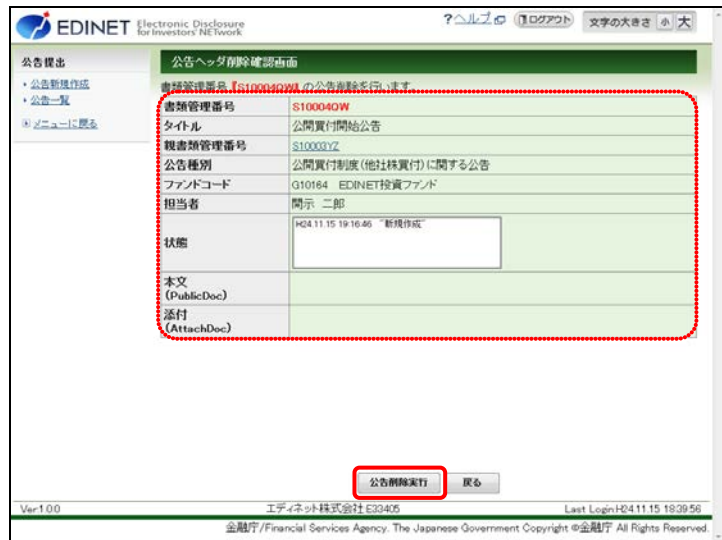 EDINET Electronic Disclosure for Investors' NETwork
?ヘルプ ログアウト 文字の大きさ 小 大
公告提出
・公告新規作成
・公告一覧
メニューに戻る
公告ヘッダ削除確認画面
書類管理番号『S10004QW』の公告削除を行います。
書類管理番号 S10004QW
タイトル 公開買付開始公告
親書類管理番号 S10003YZ
公告種別 公開買付制度(他社株買付)に関する公告
ファンドコード G10164 EDINET投資ファンド
担当者 開示 二郎
状態 H24.11.15 19:16:46 "新規作成"
本文
(PublicDoc)
添付
(AttachDoc)
公告削除実行 戻る
Ver1.0.0 エディネット株式会社 E33405 Last Login:H24.11.15 18:39:56
金融庁/Financial Services Agency. The Japanese Government Copyright ©金融庁 All Rights Reserved.